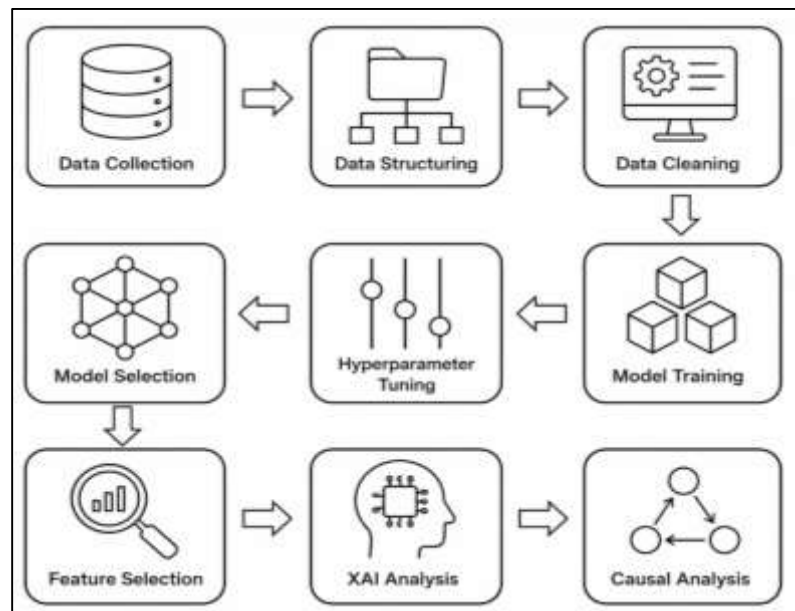 Data Collection
Data Structuring
Data Cleaning
Model Selection
Hyperparameter
Tuning
Model Training
Feature Selection
XAI Analysis
Causal Analysis